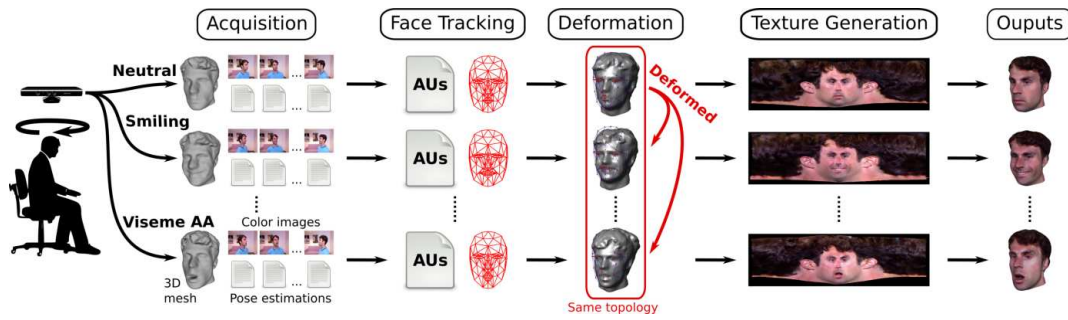 Acquisition
Face Tracking
Deformation
Texture Generation
Ouputs
Neutral
...
AUs
Deformed
Smiling
...
AUs
Viseme AA
Color images
...
AUs
3D
mesh
Pose estimations
Same topology